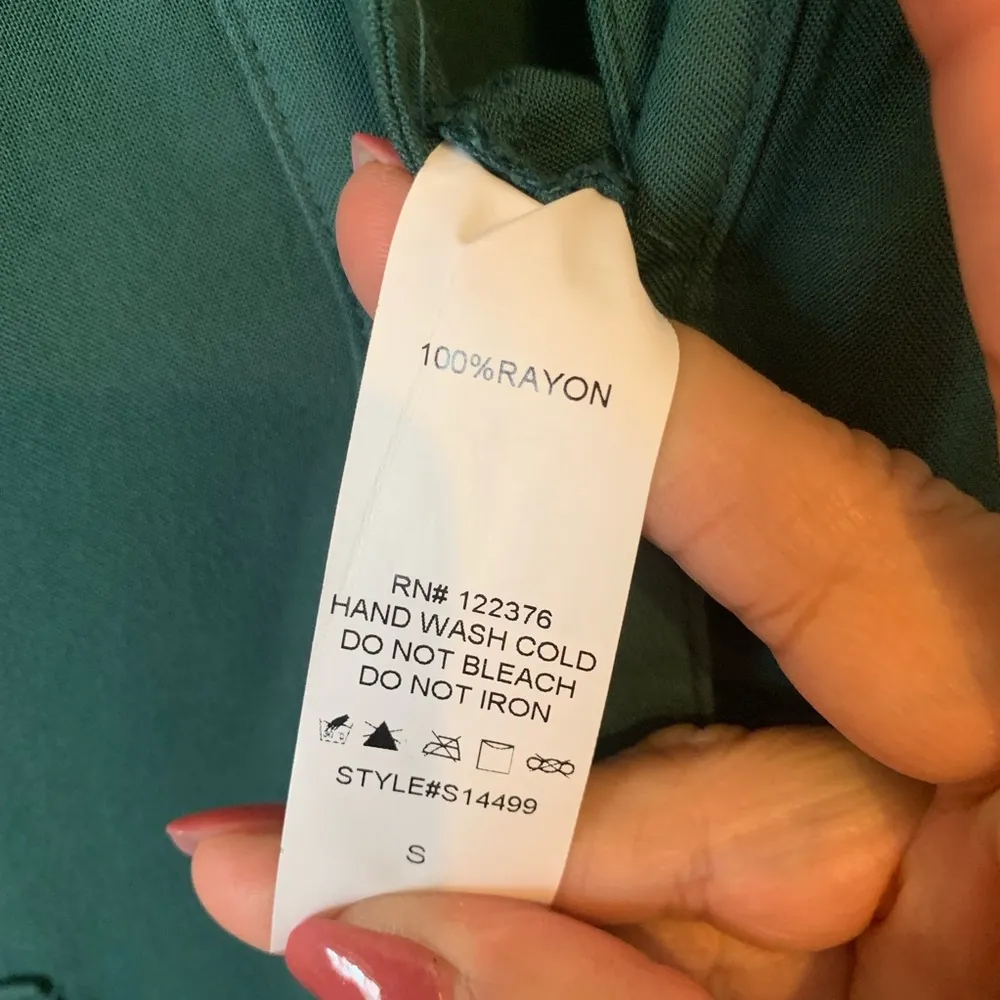 100%RAYON
RN# 122376
HAND WASH COLD
DO NOT BLEACH
DO NOT IRON
STYLE#S14499
S